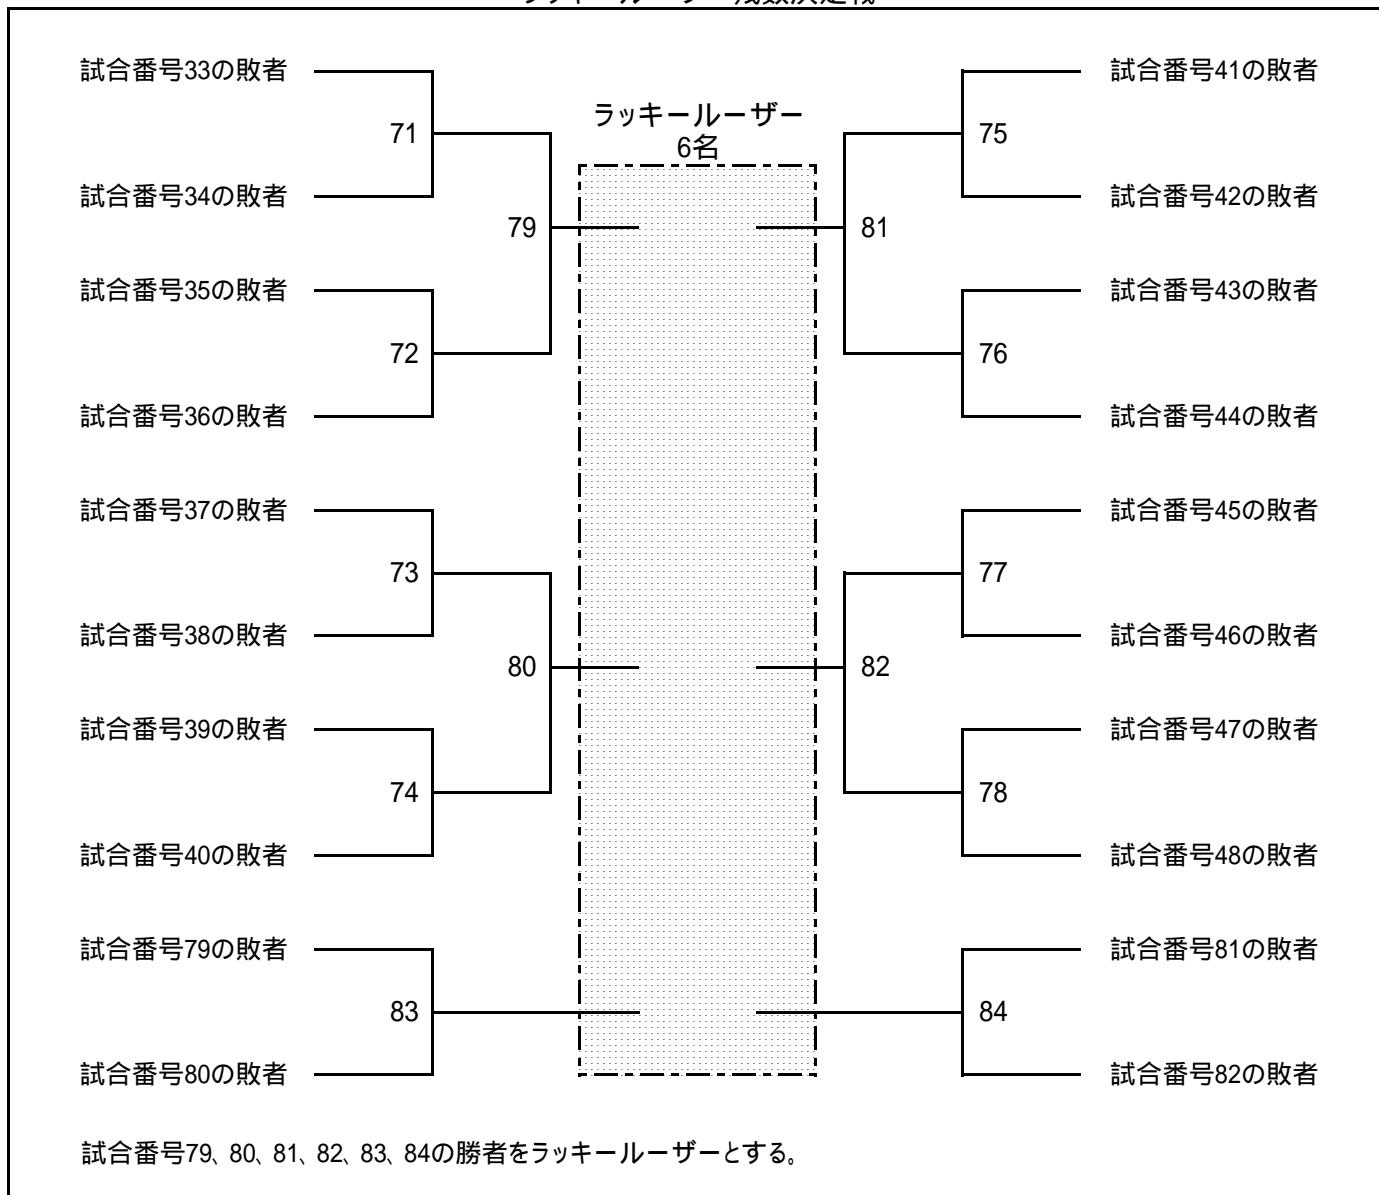 試合番号33の敗者
71
試合番号34の敗者
79
試合番号35の敗者
72
試合番号36の敗者
試合番号37の敗者
73
試合番号38の敗者
80
試合番号39の敗者
74
試合番号40の敗者
試合番号79の敗者
83
試合番号80の敗者
ラッキールーザー
6名
試合番号41の敗者
75
試合番号42の敗者
81
試合番号43の敗者
76
試合番号44の敗者
試合番号45の敗者
77
試合番号46の敗者
82
試合番号47の敗者
78
試合番号48の敗者
試合番号81の敗者
84
試合番号82の敗者
試合番号79、80、81、82、83、84の勝者をラッキールーザーとする。